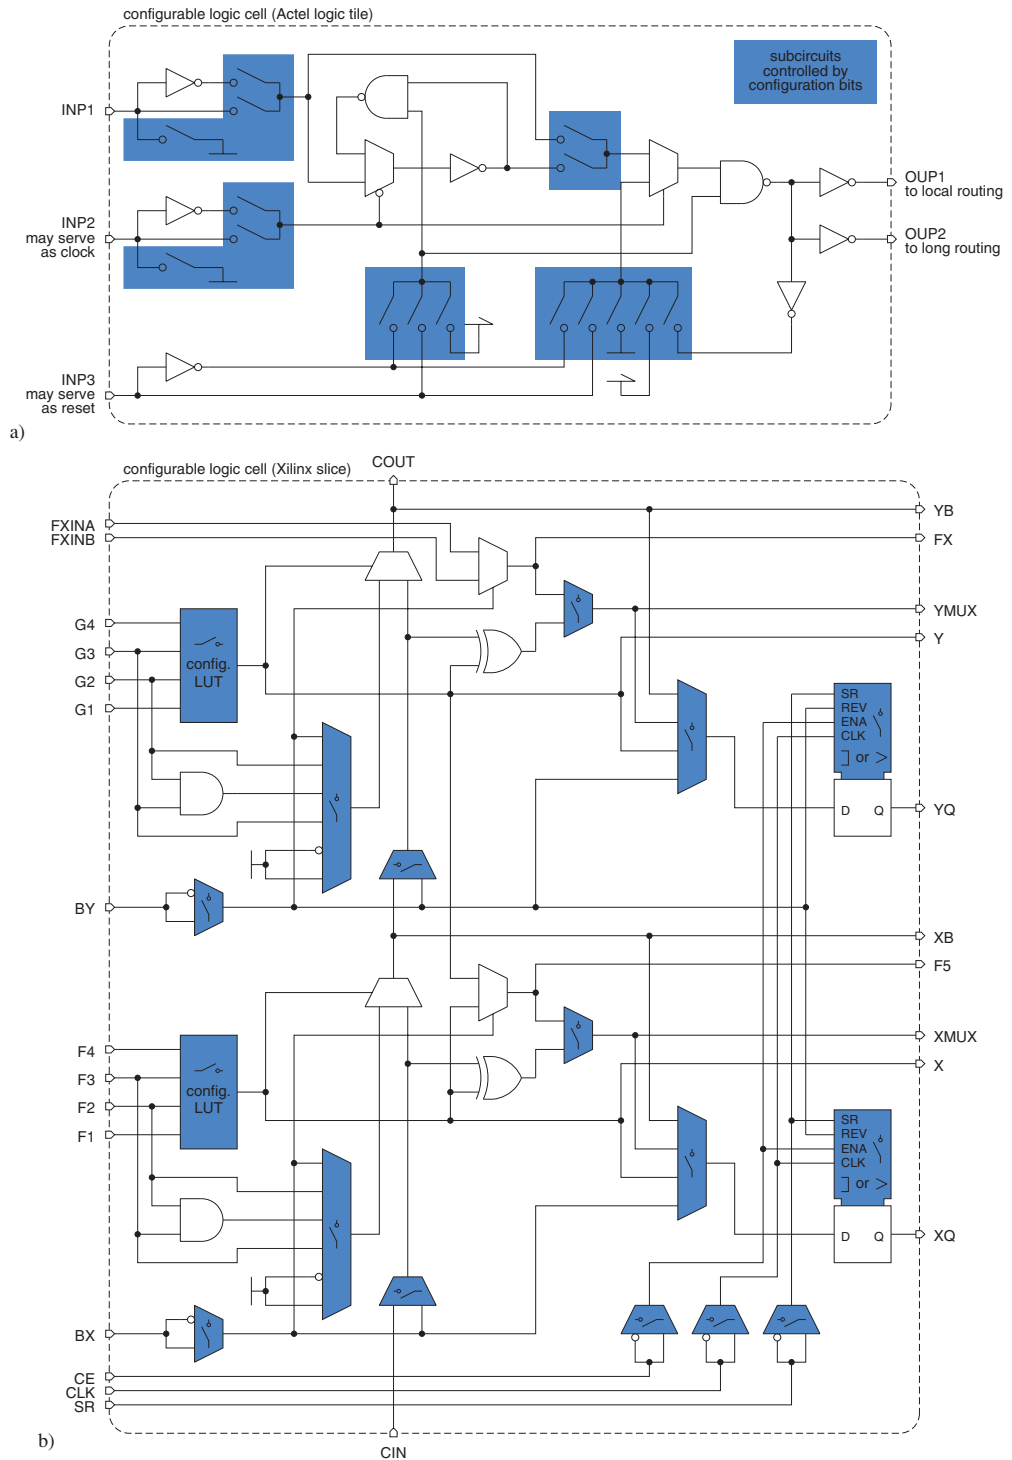 configurable logic cell (Actel logic tile)
subcircuits
controlled by
configuration bits
INP1
OUP1
to local routing
INP2
may serve
as clock
OUP2
to long routing
INP3
may serve
as reset
a)
configurable logic cell (Xilinx slice)
COUT
FXINA
FXINB
YB
FX
YMUX
Y
G4
G3
G2
G1
config.
LUT
SR
REV
ENA
CLK
or
D Q
YQ
BY
XB
F5
XMUX
X
F4
F3
F2
F1
config.
LUT
SR
REV
ENA
CLK
or
D Q
XQ
BX
CE
CLK
SR
b)
CIN